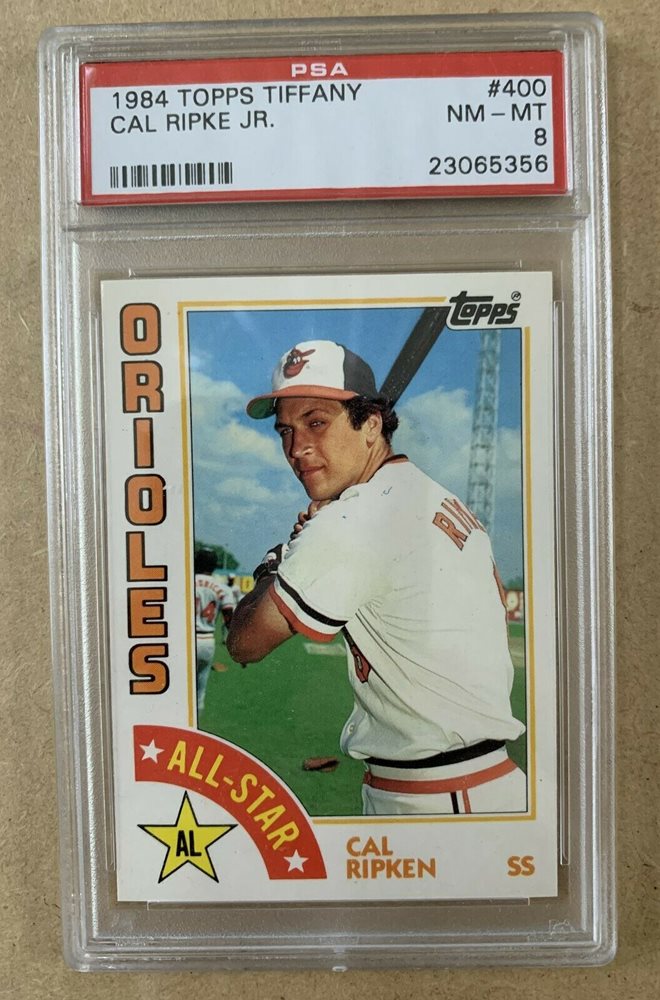 PSA
1984 TOPPS TIFFANY #400
CAL RIPKE JR. NM - MT
8
23065356
ORIOLES
TOPPS
ALL-STAR
AL
CAL
RIPKEN SS